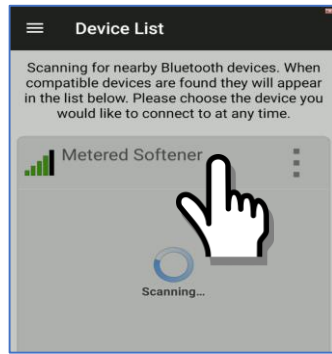 Device List
Scanning for nearby Bluetooth devices. When
compatible devices are found they will appear
in the list below. Please choose the device you
would like to connect to at any time.
Metered Softener
Scanning...